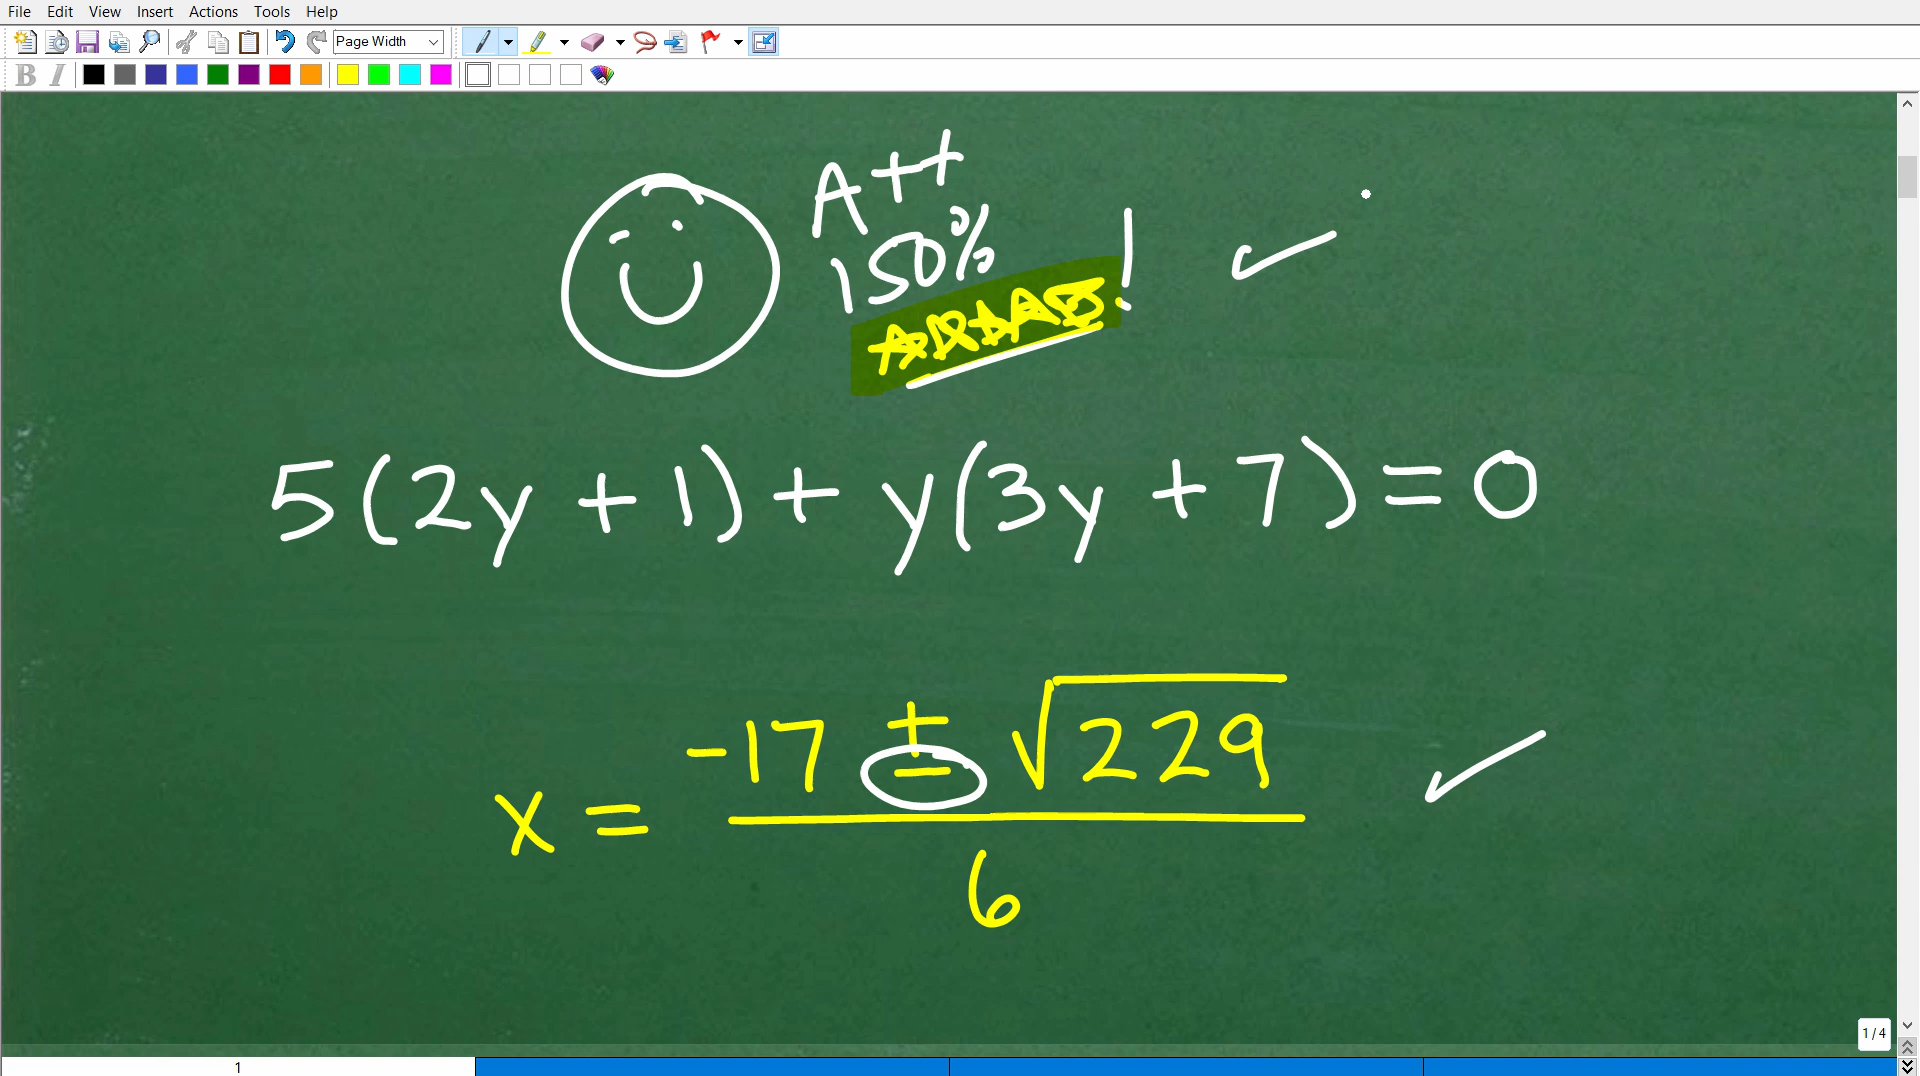 File Edit View Insert Actions Tools Help
Page Width
B I
A++
150%
!
5(2y + 1) + y(3y + 7) = 0
x = (-17 ± √229) / 6
1 / 4
1